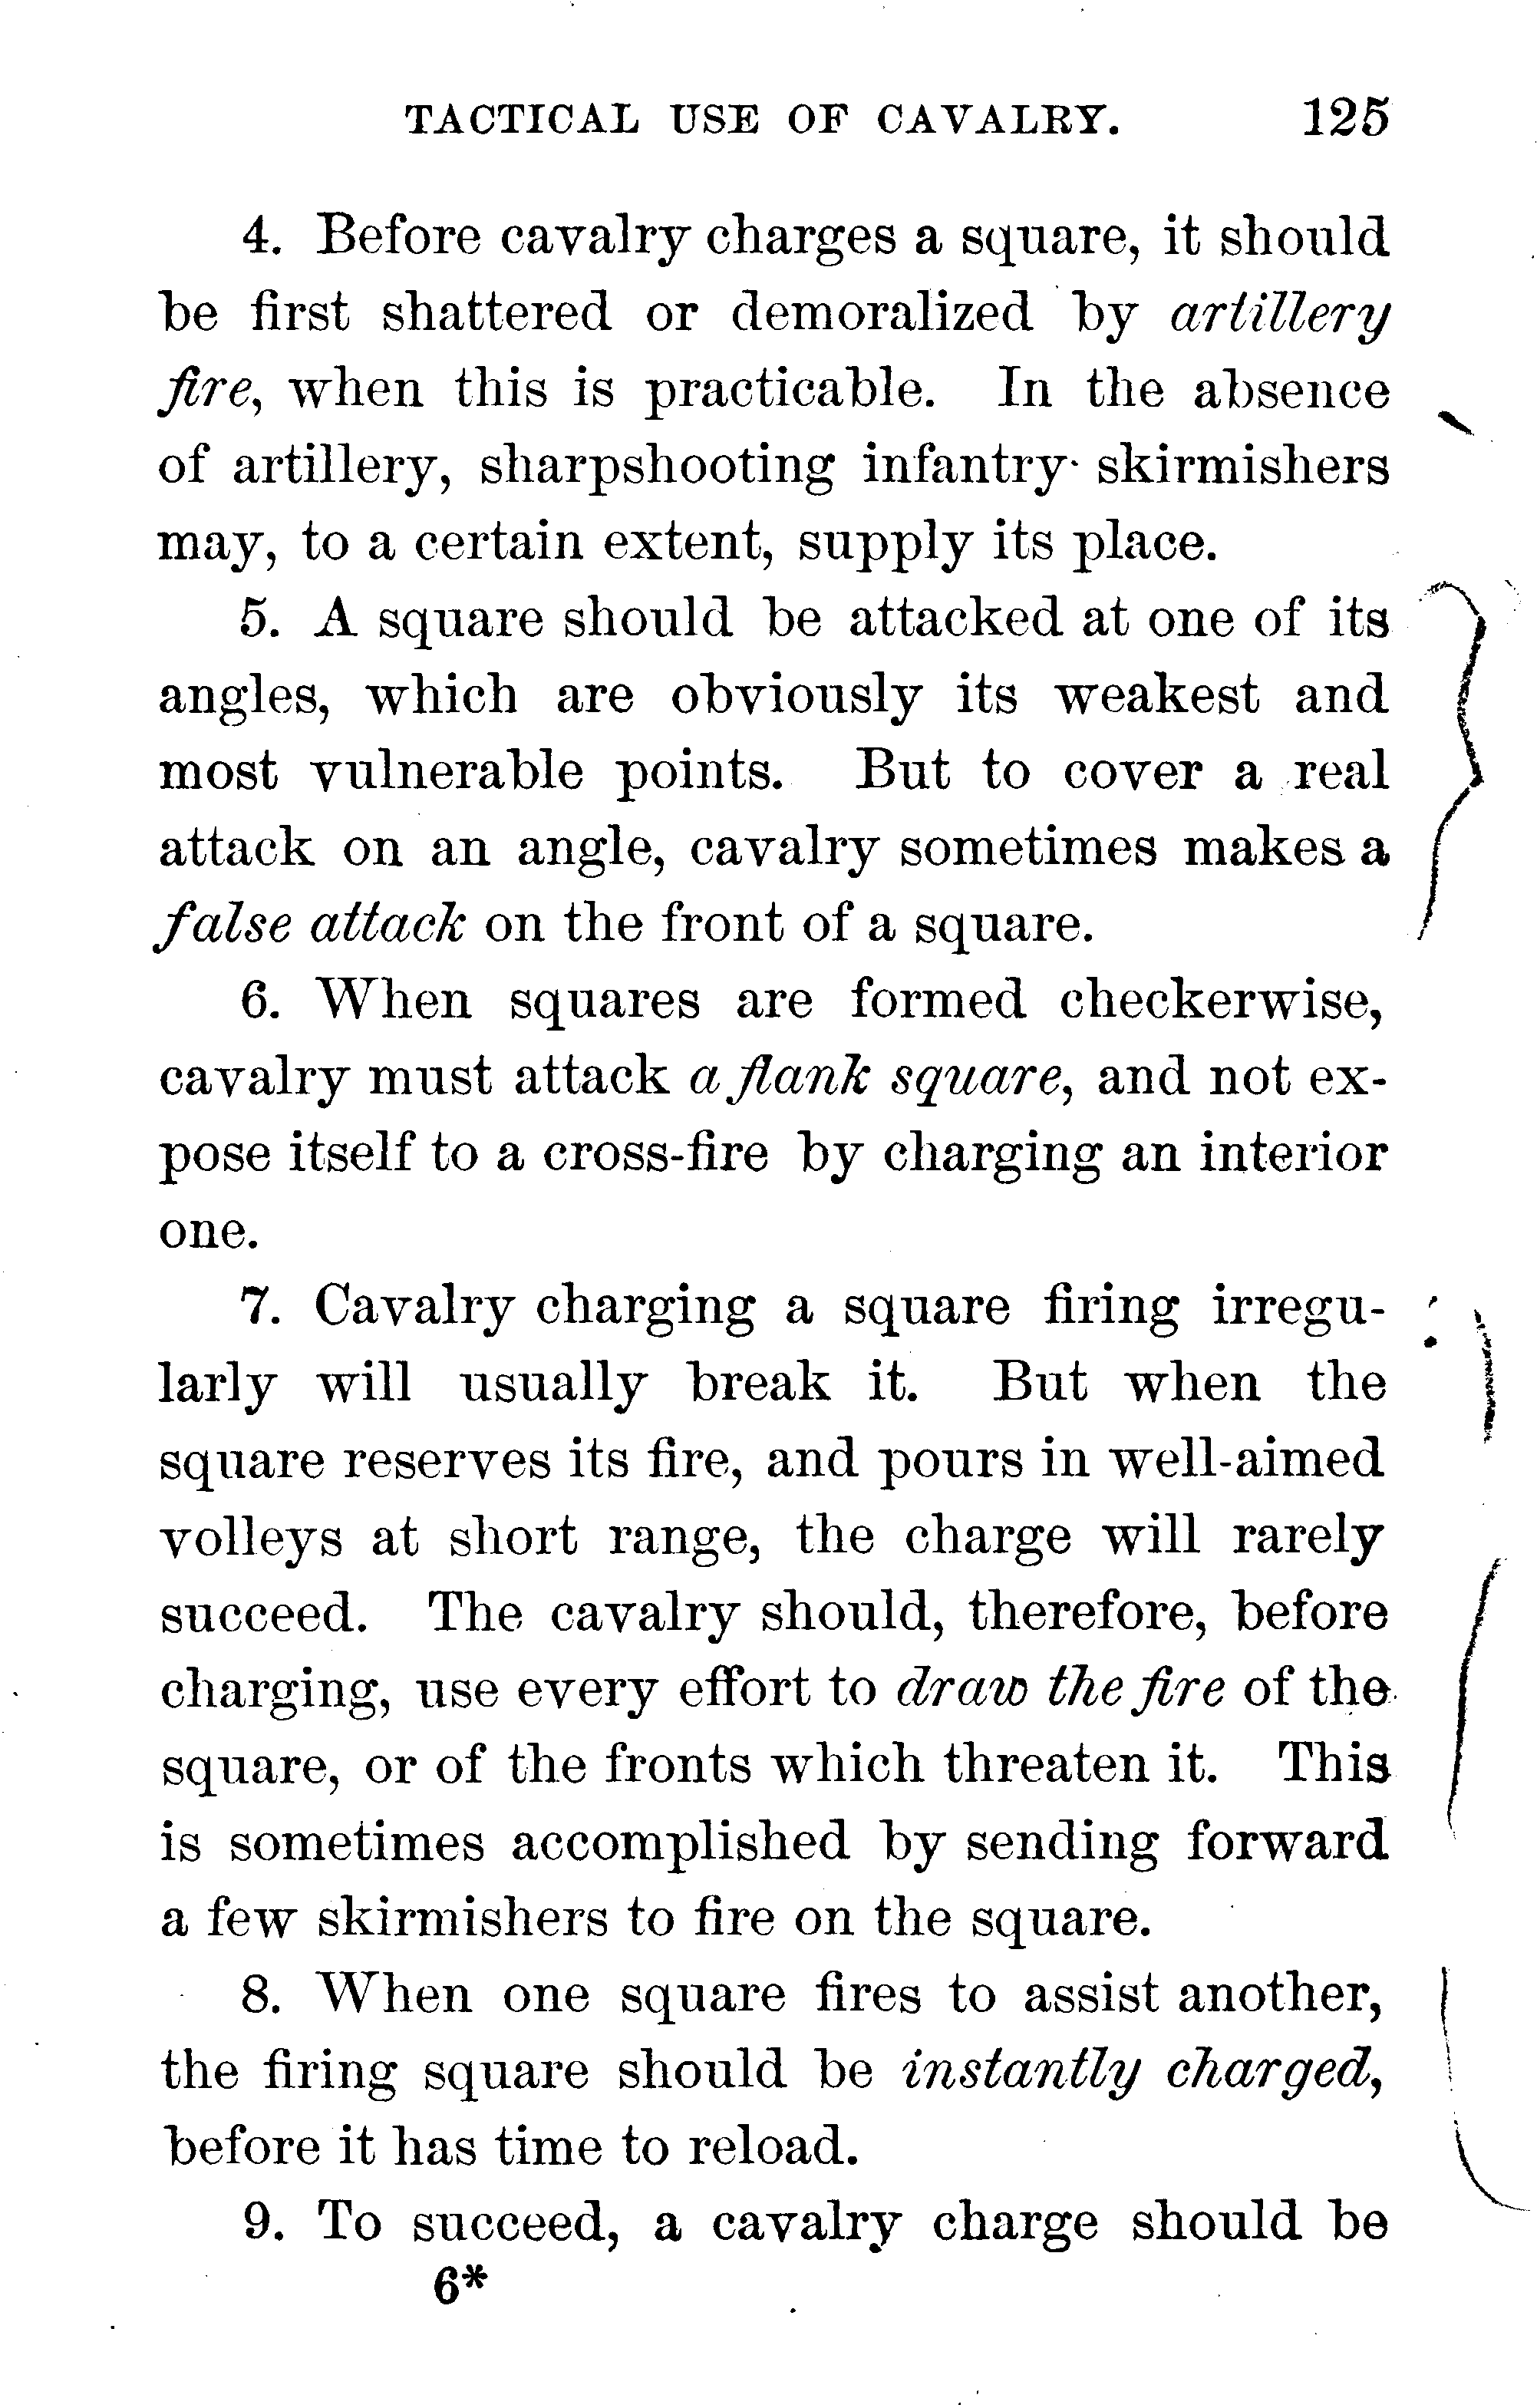 TACTICAL USE OF CAVALRY. 125
4. Before cavalry charges a square, it should
be first shattered or demoralized by artillery
fire, when this is practicable. In the absence
of artillery, sharpshooting infantry skirmishers
may, to a certain extent, supply its place.
5. A square should be attacked at one of its
angles, which are obviously its weakest and
most vulnerable points. But to cover a real
attack on an angle, cavalry sometimes makes a
false attack on the front of a square.
6. When squares are formed checkerwise,
cavalry must attack a flank square, and not ex-
pose itself to a cross-fire by charging an interior
one.
7. Cavalry charging a square firing irregu-
larly will usually break it. But when the
square reserves its fire, and pours in well-aimed
volleys at short range, the charge will rarely
succeed. The cavalry should, therefore, before
charging, use every effort to draw the fire of the
square, or of the fronts which threaten it. This
is sometimes accomplished by sending forward
a few skirmishers to fire on the square.
8. When one square fires to assist another,
the firing square should be instantly charged,
before it has time to reload.
9. To succeed, a cavalry charge should be
6*